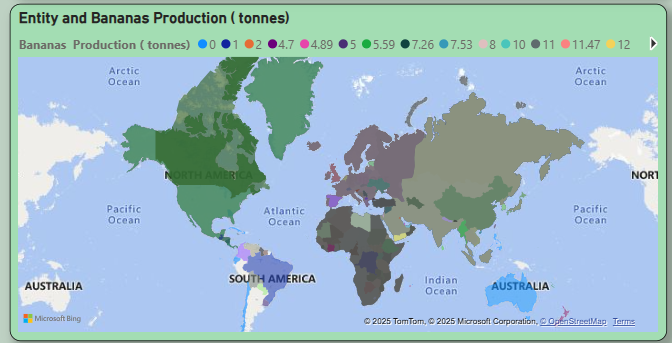 Entity and Bananas Production ( tonnes)
Bananas Production ( tonnes) 0 1 2 4.7 4.89 5 5.59 7.26 7.53 8 10 11 11.47 12
Arctic
Ocean
Arctic
Ocean
NORTH AMERICA
NORT
Pacific
Ocean
Atlantic
Ocean
Pacific
Ocean
AUSTRALIA
SOUTH AMERICA
Indian
Ocean
AUSTRALIA
Microsoft Bing
© 2025 TomTom, © 2025 Microsoft Corporation, © OpenStreetMap Terms